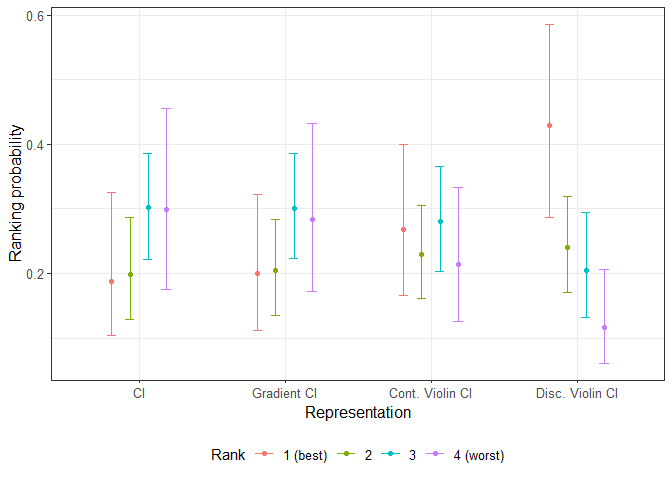 0.6
0.4
0.2
Ranking probability
CI Gradient CI Cont. Violin CI Disc. Violin CI
Representation
Rank 1 (best) 2 3 4 (worst)